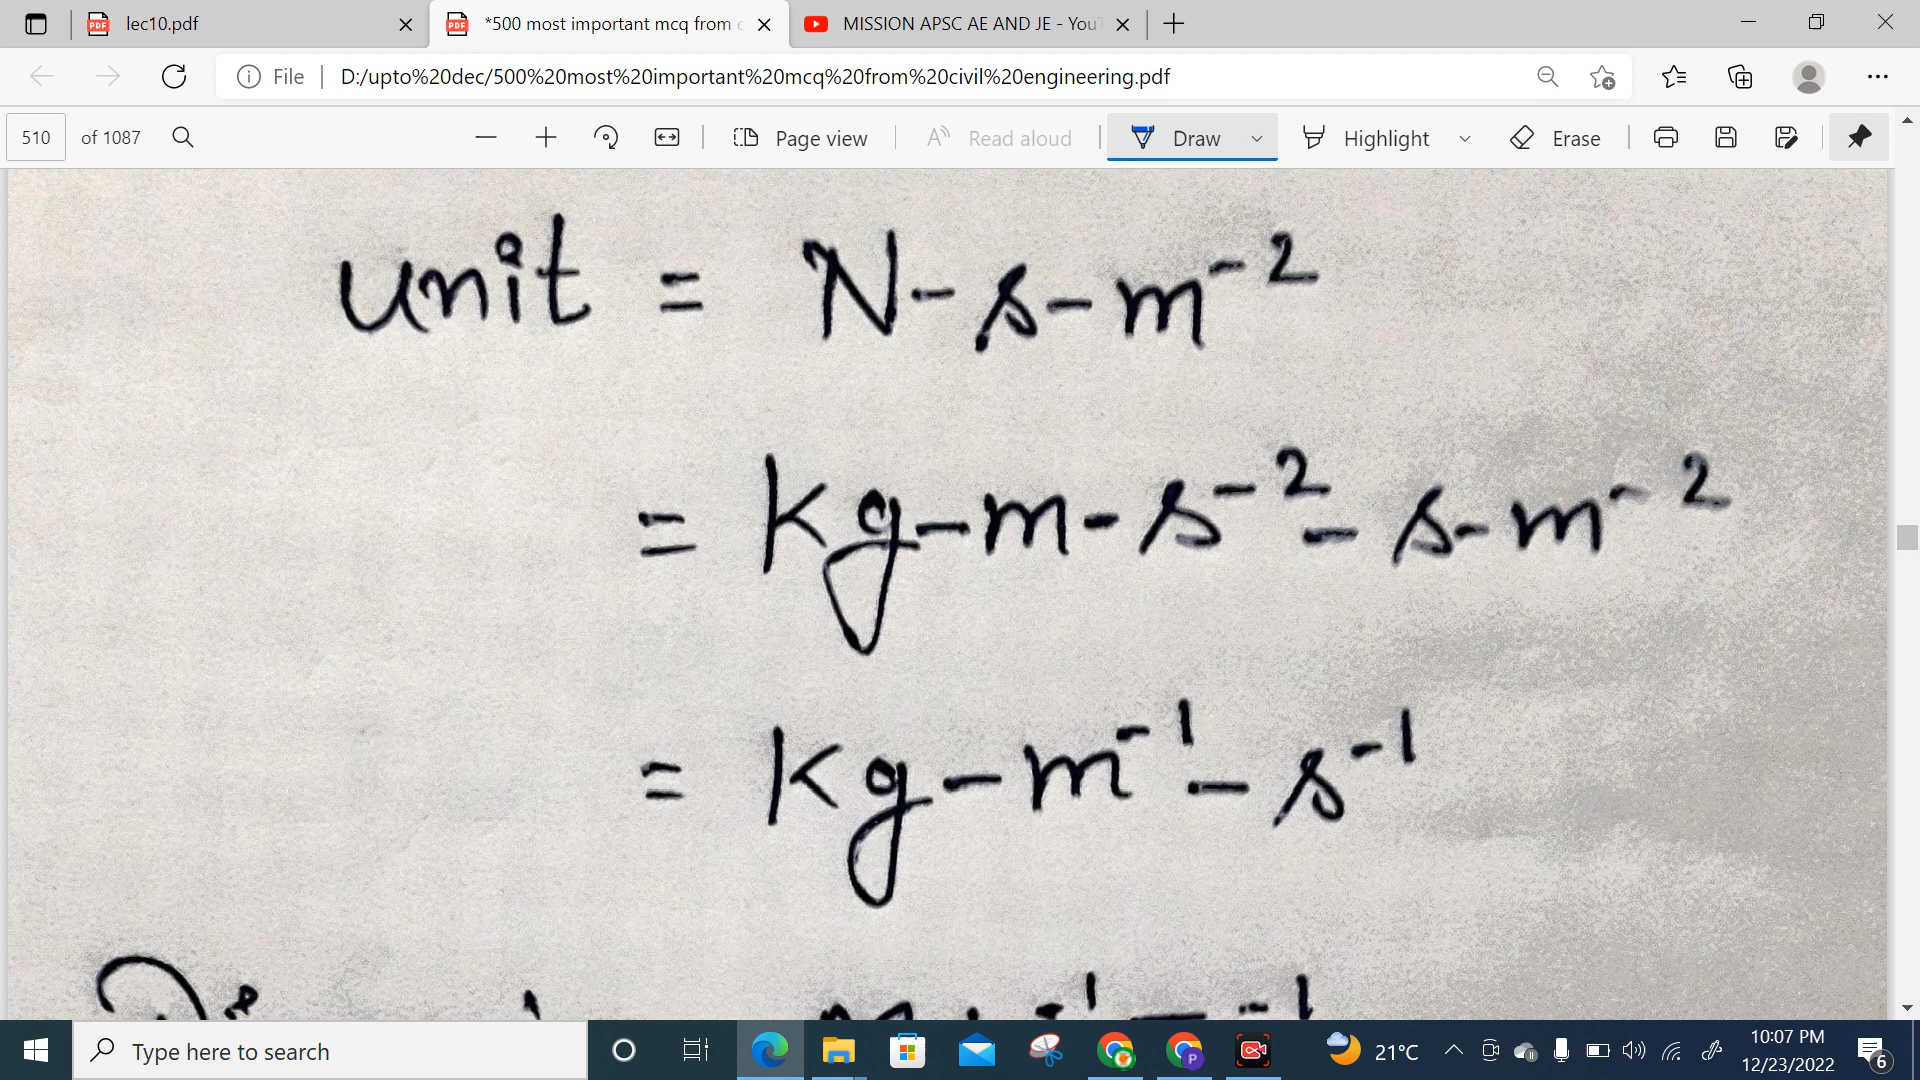 lec10.pdf
*500 most important mcq from c
MISSION APSC AE AND JE - YouT
File
D:/upto%20dec/500%20most%20important%20mcq%20from%20civil%20engineering.pdf
510 of 1087
Page view
Read aloud
Draw
Highlight
Erase
unit = N-s-m⁻²
= Kg-m-s⁻²-s-m⁻²
= Kg-m⁻¹-s⁻¹
Type here to search
21°C
10:07 PM
12/23/2022
6